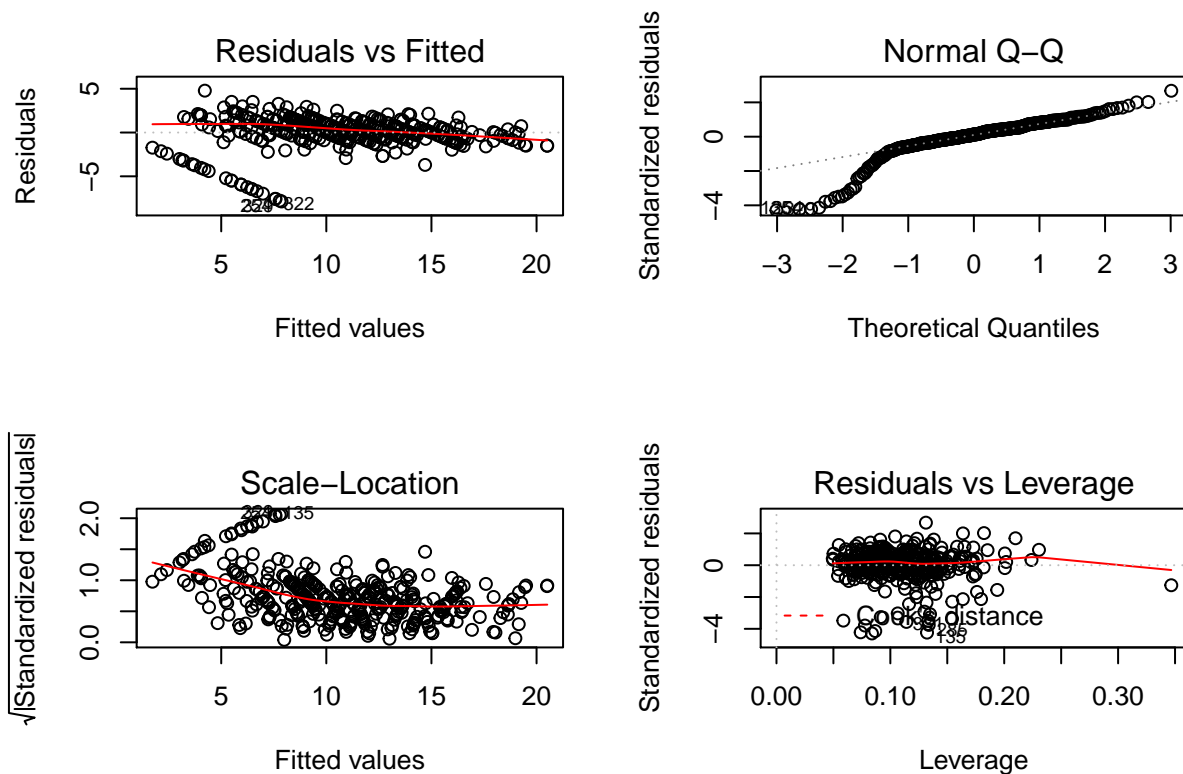 Residuals vs Fitted
Residuals
5
−5
322
5
10
15
20
Fitted values
Normal Q−Q
Standardized residuals
0
−4
−3
−2
−1
0
1
2
3
Theoretical Quantiles
Scale−Location
√|Standardized residuals|
2.0
1.0
0.0
135
5
10
15
20
Fitted values
Residuals vs Leverage
Standardized residuals
0
−4
Cook's distance
135
0.00
0.10
0.20
0.30
Leverage